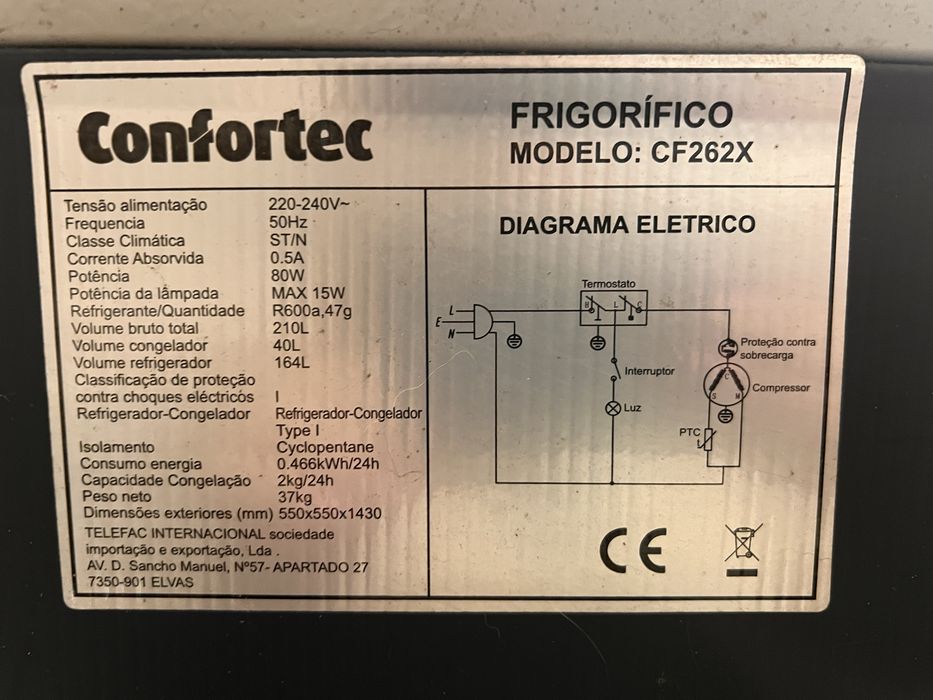 Confortec
FRIGORÍFICO
MODELO: CF262X
Tensão alimentação 220-240V~
Frequencia 50Hz
Classe Climática ST/N
Corrente Absorvida 0.5A
Potência 80W
Potência da lâmpada MAX 15W
Refrigerante/Quantidade R600a,47g
Volume bruto total 210L
Volume congelador 40L
Volume refrigerador 164L
Classificação de proteção
contra choques eléctricos I
Refrigerador-Congelador Refrigerador-Congelador
Type I
Isolamento Cyclopentane
Consumo energia 0.466kWh/24h
Capacidade Congelação 2kg/24h
Peso neto 37kg
Dimensões exteriores (mm) 550x550x1430
TELEFAC INTERNACIONAL sociedade
importação e exportação, Lda .
AV. D. Sancho Manuel, Nº57- APARTADO 27
7350-901 ELVAS
DIAGRAMA ELETRICO
Termostato
H L C
L
E
N
Proteção contra
sobrecarga
Interruptor
C
S M
Compressor
Luz
PTC
t
CE